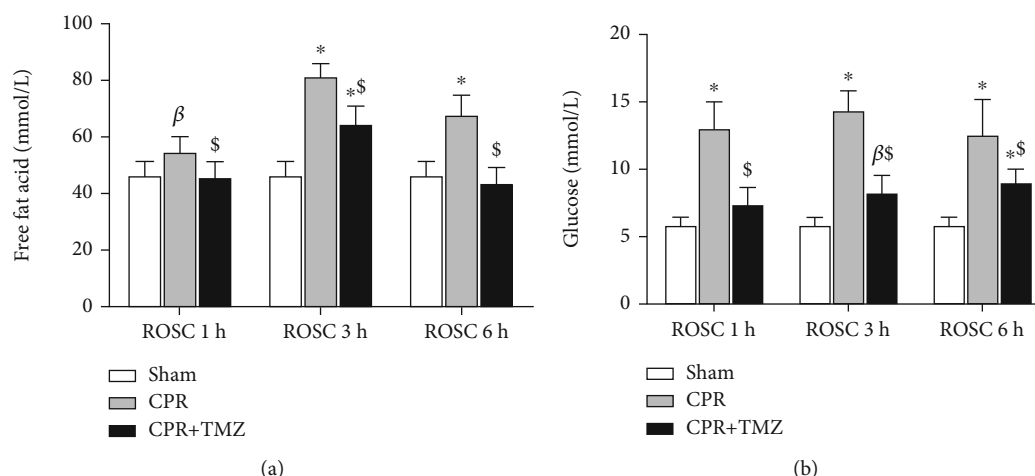 100
80
60
40
20
0
Free fat acid (mmol/L)
β
$
*
*$
*
$
ROSC 1 h
ROSC 3 h
ROSC 6 h
Sham
CPR
CPR+TMZ
(a)
20
15
10
5
0
Glucose (mmol/L)
*
$
*
β$
*
*$
ROSC 1 h
ROSC 3 h
ROSC 6 h
Sham
CPR
CPR+TMZ
(b)